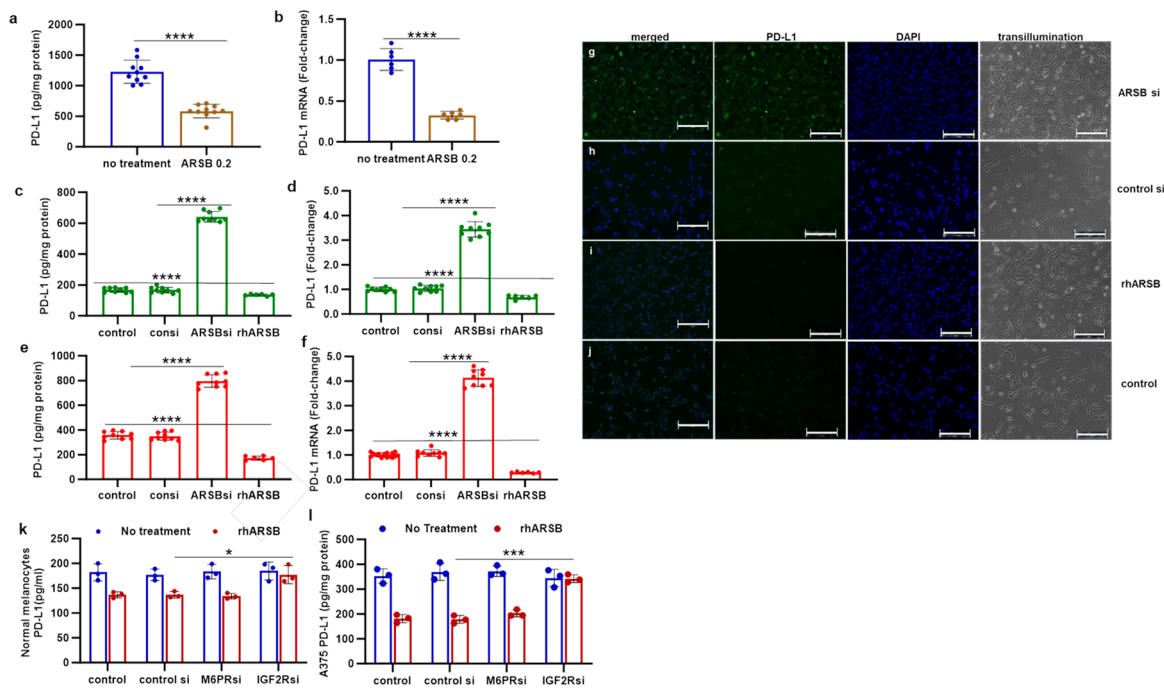 a
PD-L1 (pg/mg protein)
2000
1500
1000
500
0
****
no treatment
ARSB 0.2
b
PD-L1 mRNA (Fold-change)
1.5
1.0
0.5
0.0
****
no treatment
ARSB 0.2
c
PD-L1 (pg/mg protein)
800
600
400
200
0
****
****
control
consi
ARSBsi
rhARSB
d
PD-L1 (Fold-change)
5.0
4.0
3.0
2.0
1.0
0.0
****
****
control
consi
ARSBsi
rhARSB
e
PD-L1 (pg/mg protein)
1000
800
600
400
200
0
****
****
control
consi
ARSBsi
rhARSB
f
PD-L1 mRNA (Fold-change)
5.0
4.0
3.0
2.0
1.0
0.0
****
****
control
consi
ARSBsi
rhARSB
merged
PD-L1
DAPI
transillumination
g
ARSB si
h
control si
i
rhARSB
j
control
k
No treatment
rhARSB
Normal melanocytes
PD-L1(pg/ml)
250
200
150
100
50
0
*
control
control si
M6PRsi
IGF2Rsi
l
No Treatment
rhARSB
A375 PD-L1 (pg/mg protein)
500
400
300
200
100
0
***
control
control si
M6PRsi
IGF2Rsi